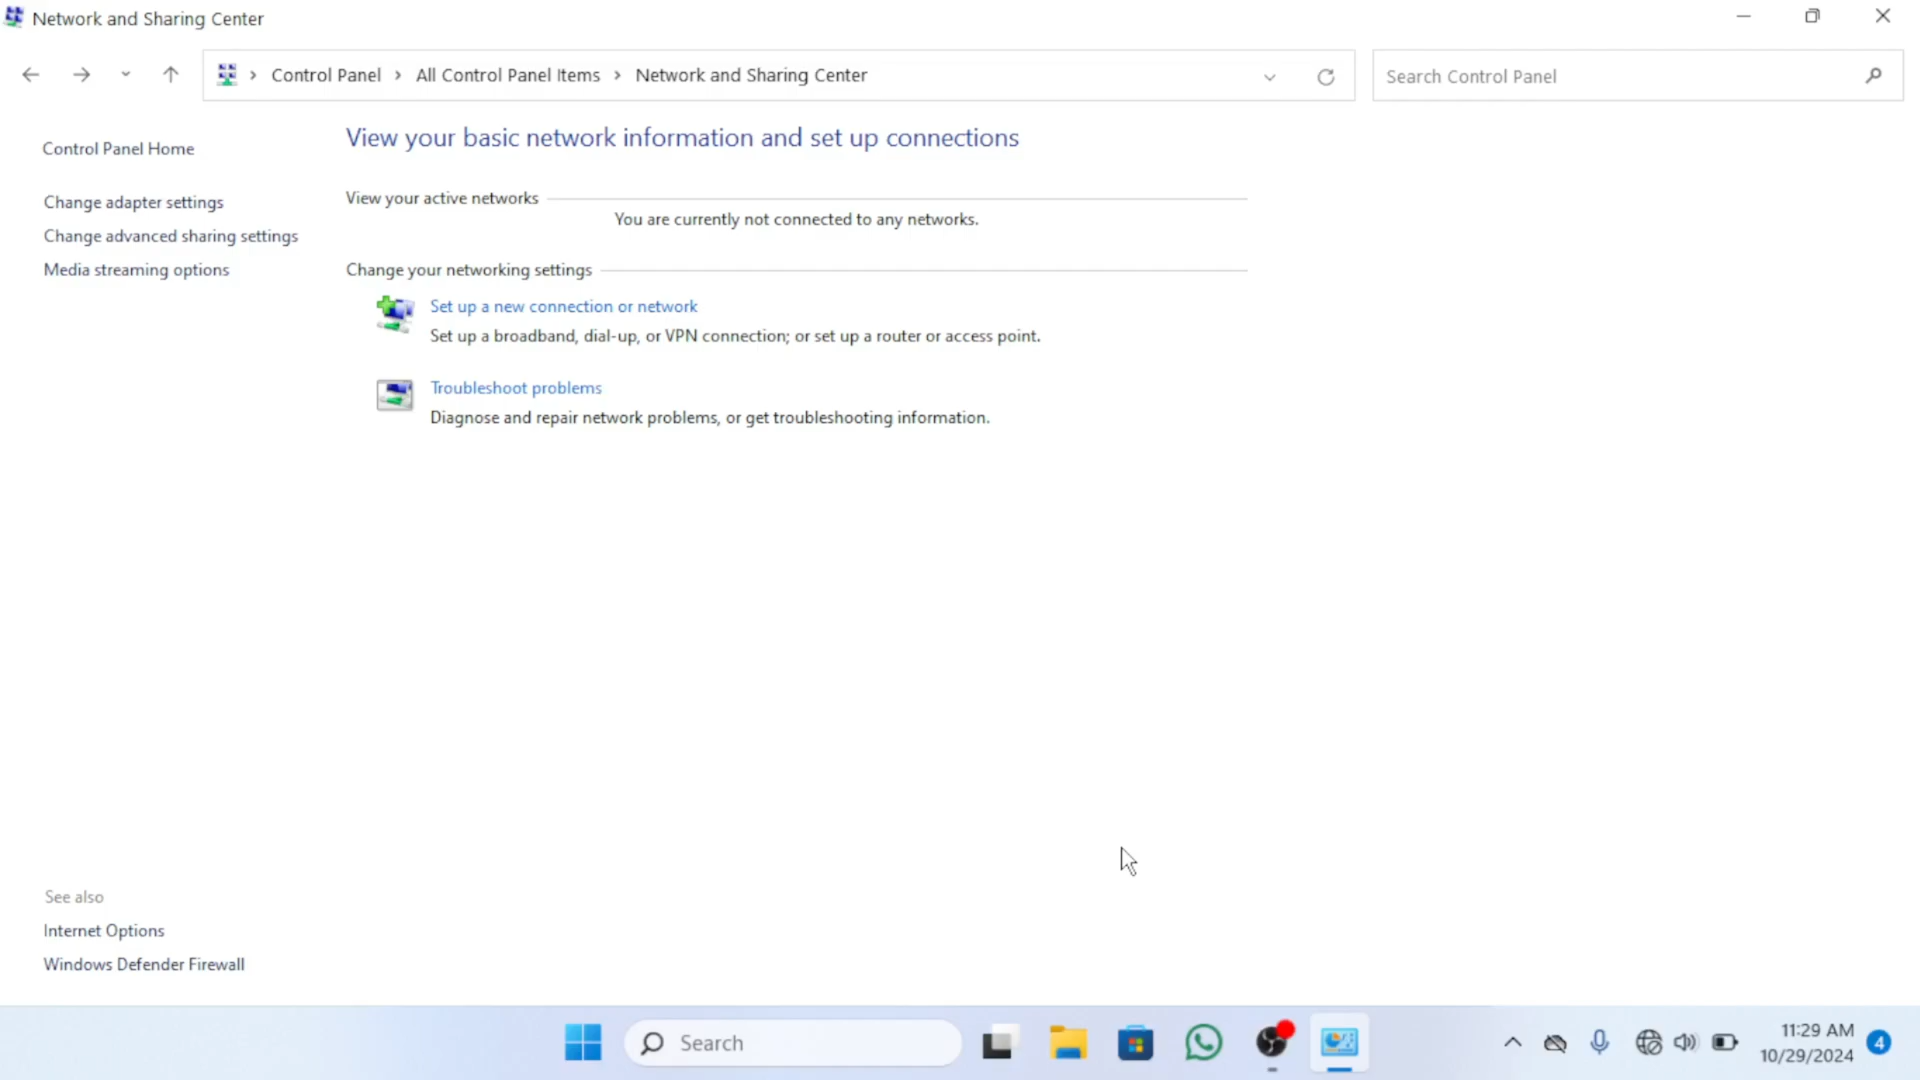 Network and Sharing Center
Control Panel > All Control Panel Items > Network and Sharing Center
Search Control Panel
Control Panel Home
Change adapter settings
Change advanced sharing settings
Media streaming options
View your basic network information and set up connections
View your active networks
You are currently not connected to any networks.
Change your networking settings
Set up a new connection or network
Set up a broadband, dial-up, or VPN connection; or set up a router or access point.
Troubleshoot problems
Diagnose and repair network problems, or get troubleshooting information.
See also
Internet Options
Windows Defender Firewall
Search
11:29 AM
10/29/2024
4